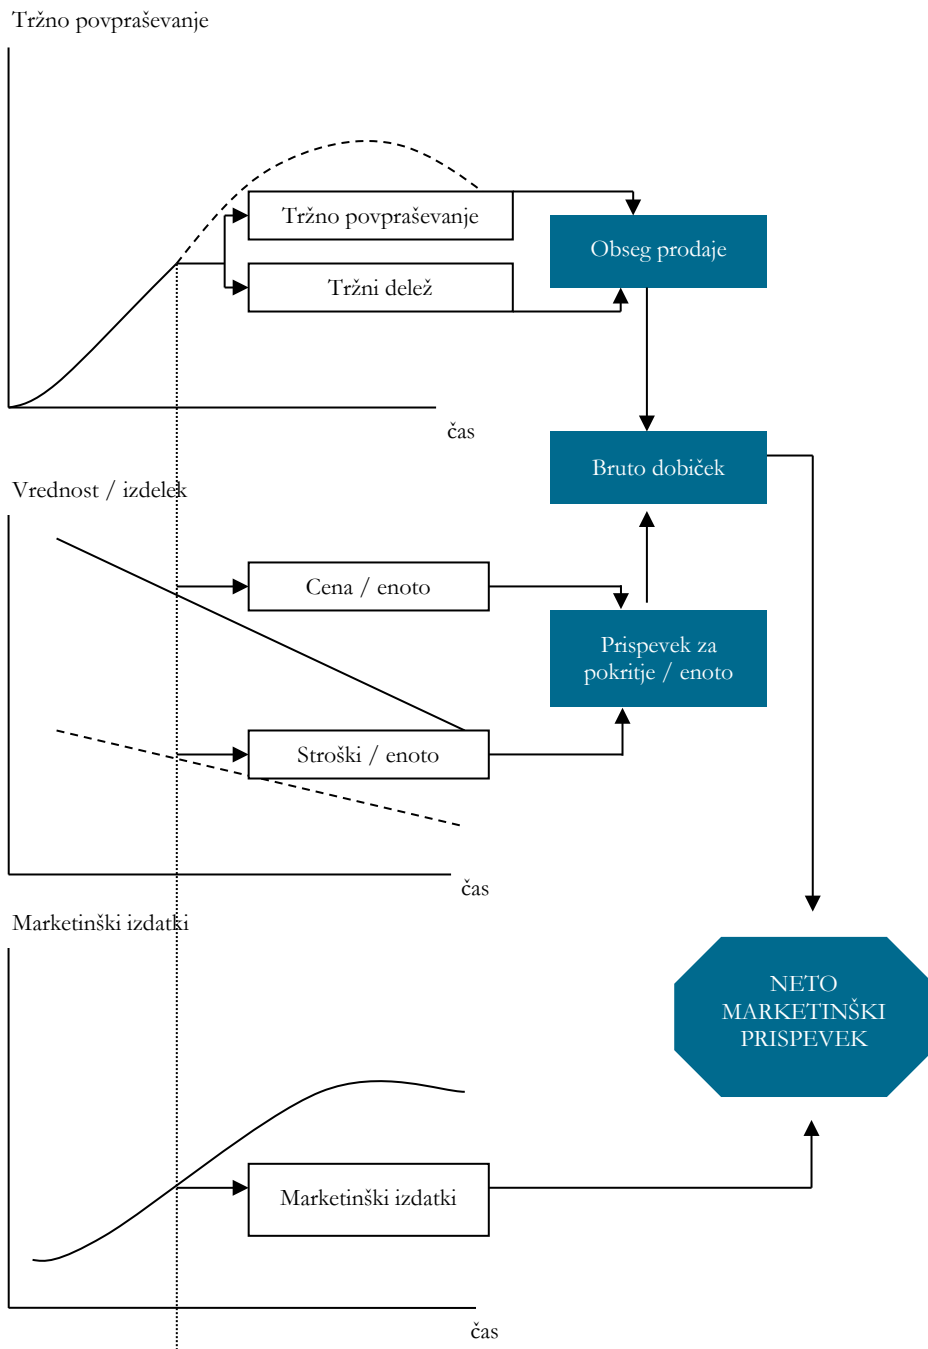 Tržno povpraševanje
Tržno povpraševanje
Obseg prodaje
Tržni delež
čas
Bruto dobiček
Vrednost / izdelek
Cena / enoto
Prispevek za
pokritje / enoto
Stroški / enoto
čas
Marketinški izdatki
NETO
MARKETINŠKI
PRISPEVEK
Marketinški izdatki
čas